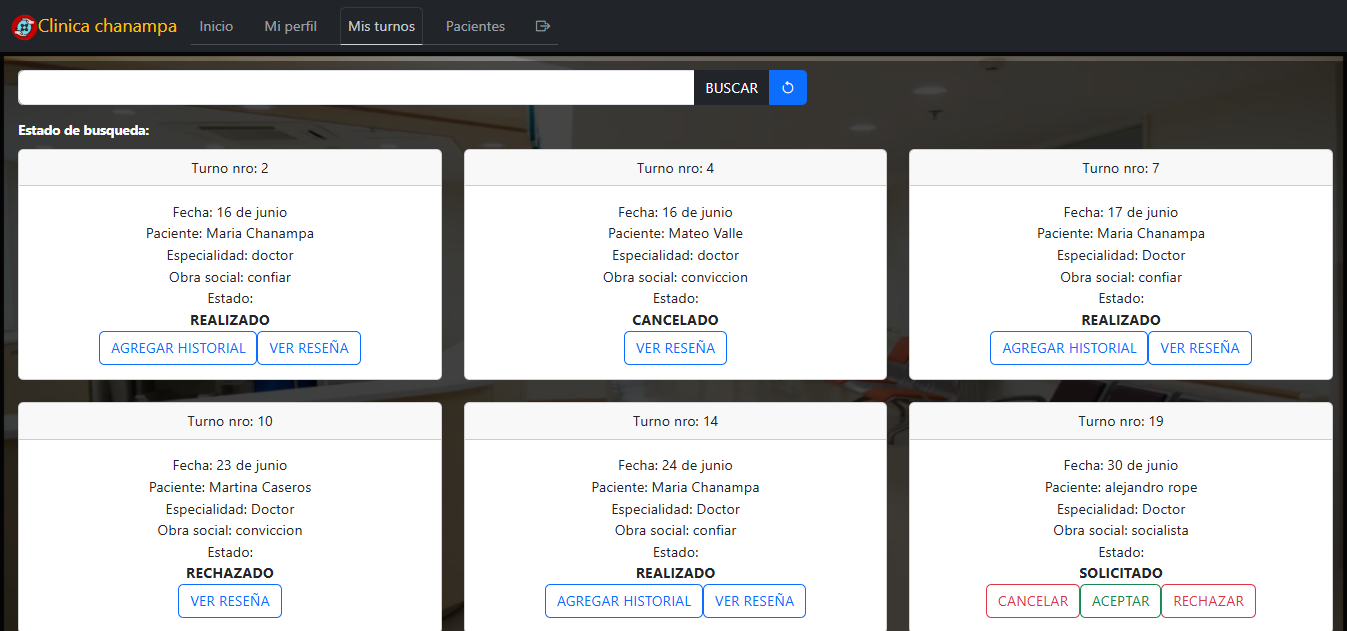 Clinica chanampa Inicio Mi perfil Mis turnos Pacientes
BUSCAR
Estado de busqueda:
Turno nro: 2
Fecha: 16 de junio
Paciente: Maria Chanampa
Especialidad: doctor
Obra social: confiar
Estado:
REALIZADO
AGREGAR HISTORIAL VER RESEÑA
Turno nro: 4
Fecha: 16 de junio
Paciente: Mateo Valle
Especialidad: doctor
Obra social: conviccion
Estado:
CANCELADO
VER RESEÑA
Turno nro: 7
Fecha: 17 de junio
Paciente: Maria Chanampa
Especialidad: Doctor
Obra social: confiar
Estado:
REALIZADO
AGREGAR HISTORIAL VER RESEÑA
Turno nro: 10
Fecha: 23 de junio
Paciente: Martina Caseros
Especialidad: Doctor
Obra social: conviccion
Estado:
RECHAZADO
VER RESEÑA
Turno nro: 14
Fecha: 24 de junio
Paciente: Maria Chanampa
Especialidad: Doctor
Obra social: confiar
Estado:
REALIZADO
AGREGAR HISTORIAL VER RESEÑA
Turno nro: 19
Fecha: 30 de junio
Paciente: alejandro rope
Especialidad: Doctor
Obra social: socialista
Estado:
SOLICITADO
CANCELAR ACEPTAR RECHAZAR